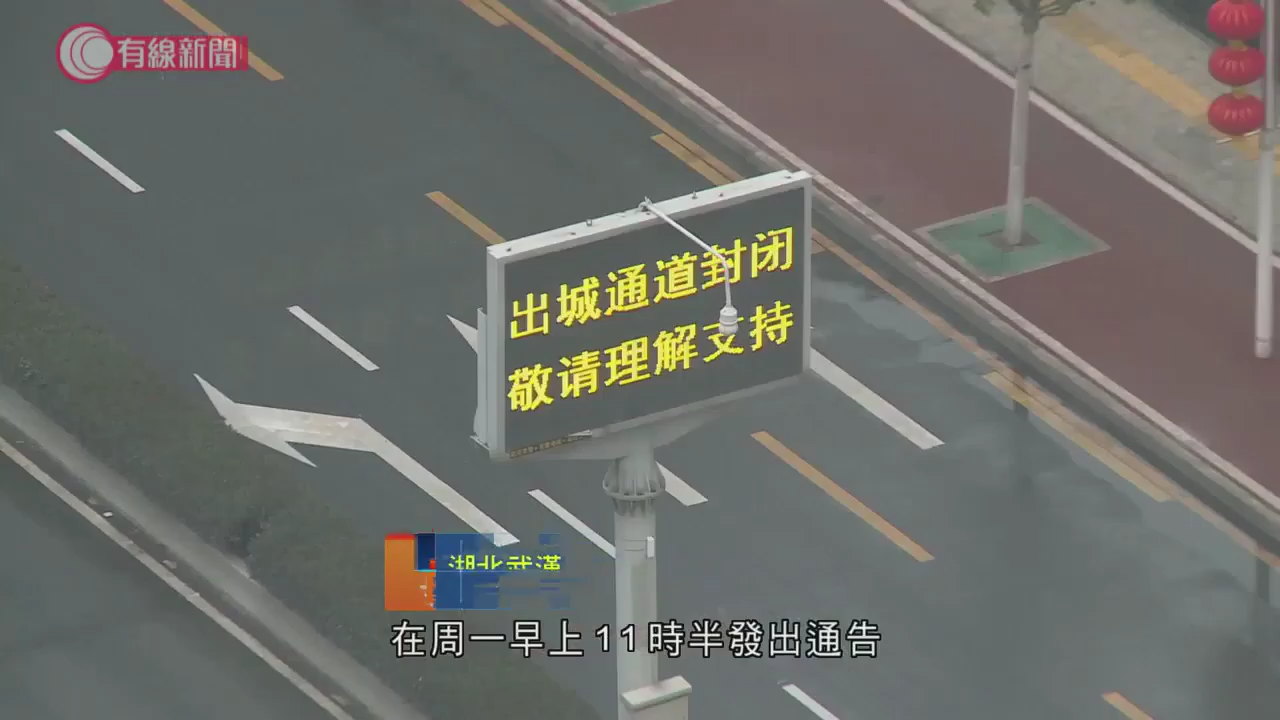 有線新聞
出城通道封闭
敬请理解支持
湖北武漢
在周一早上11時半發出通告